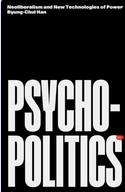 Neoliberalism and New Technologies of Power
Byung-Chul Han
PSYCHO-
POLITICS